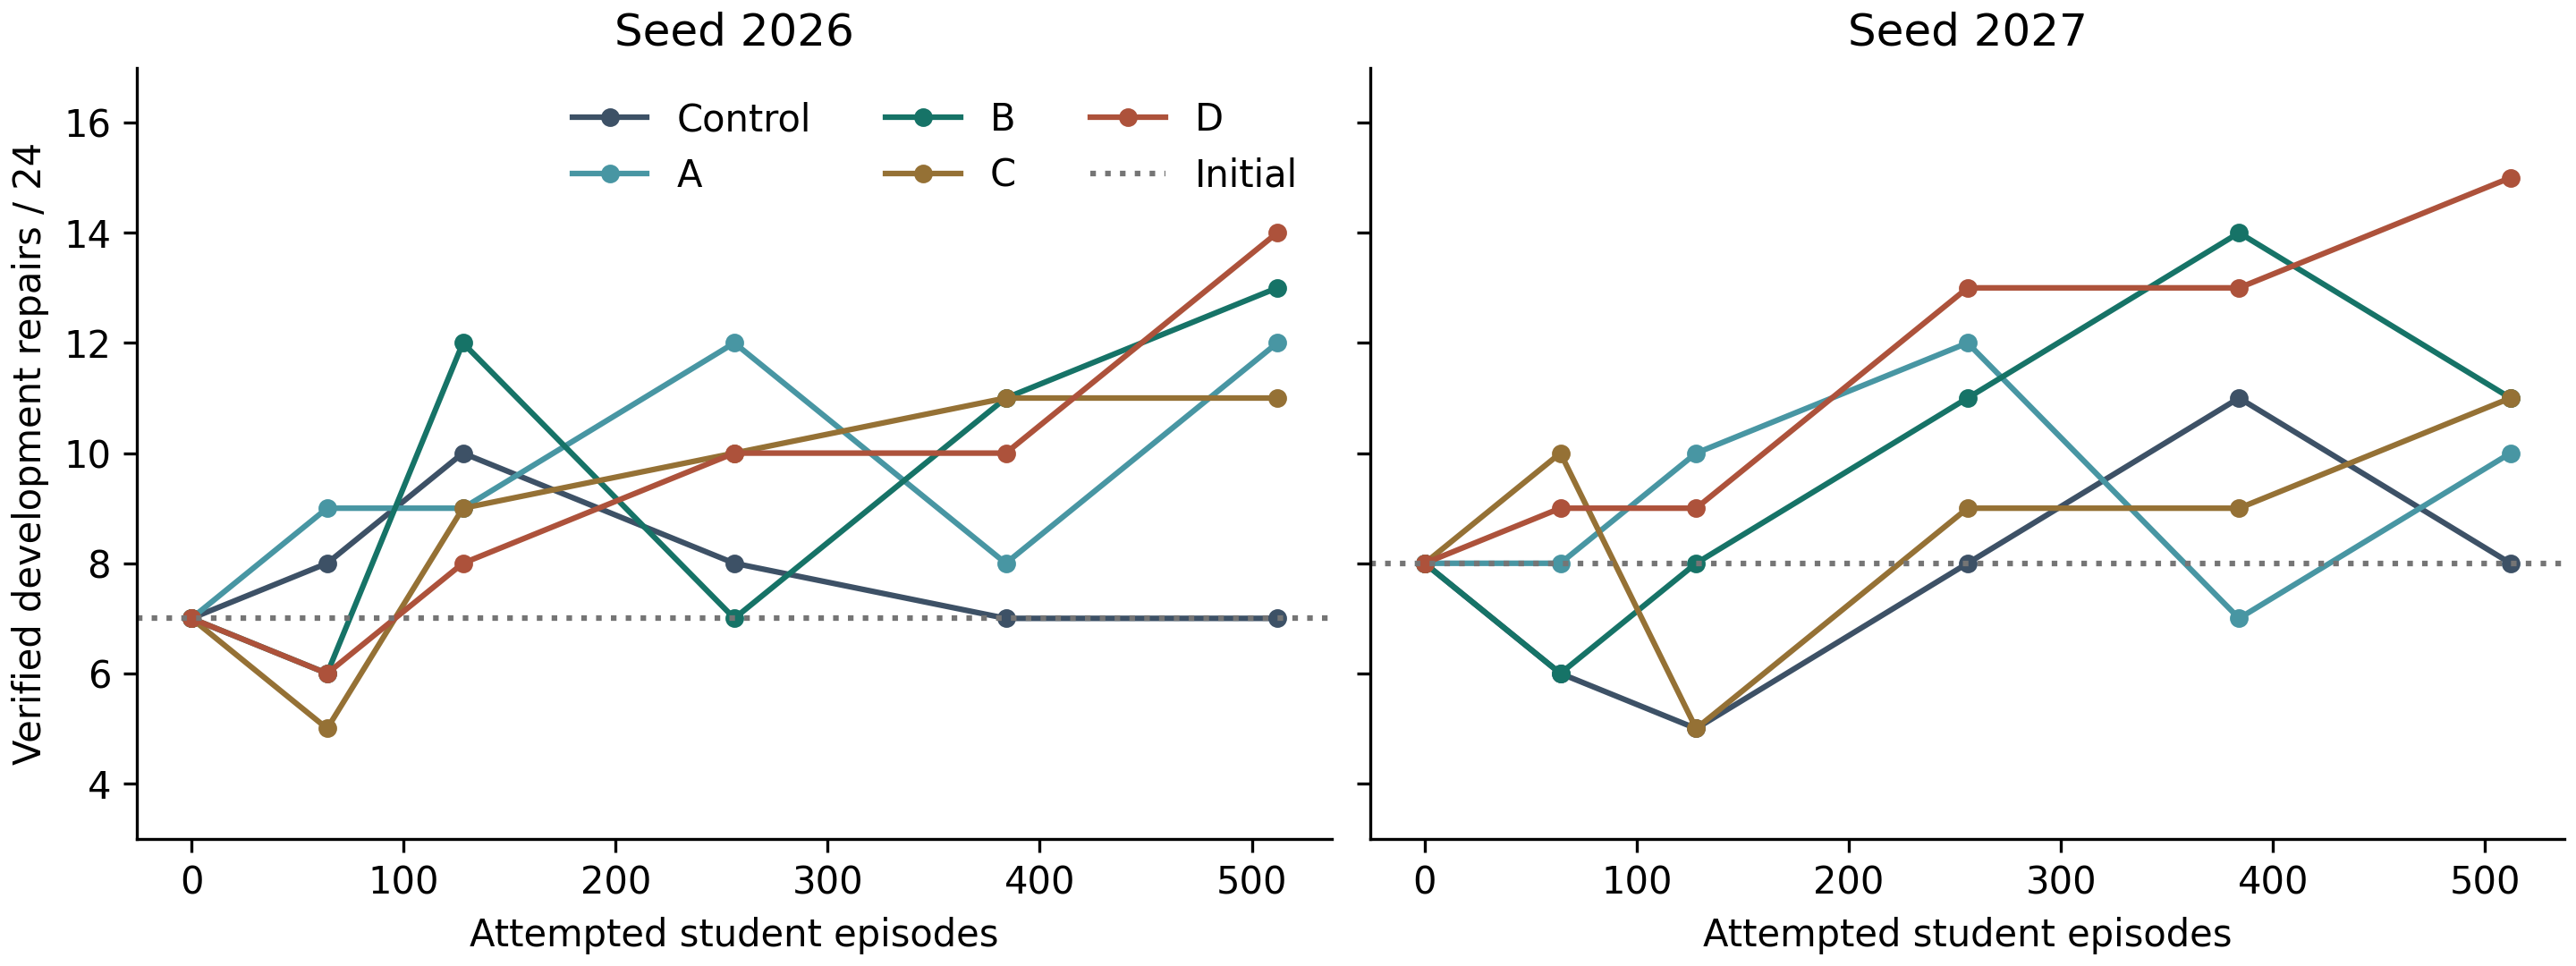 Seed 2026
Seed 2027
Verified development repairs / 24
16
14
12
10
8
6
4
Control
A
B
C
D
Initial
0 100 200 300 400 500
0 100 200 300 400 500
Attempted student episodes
Attempted student episodes